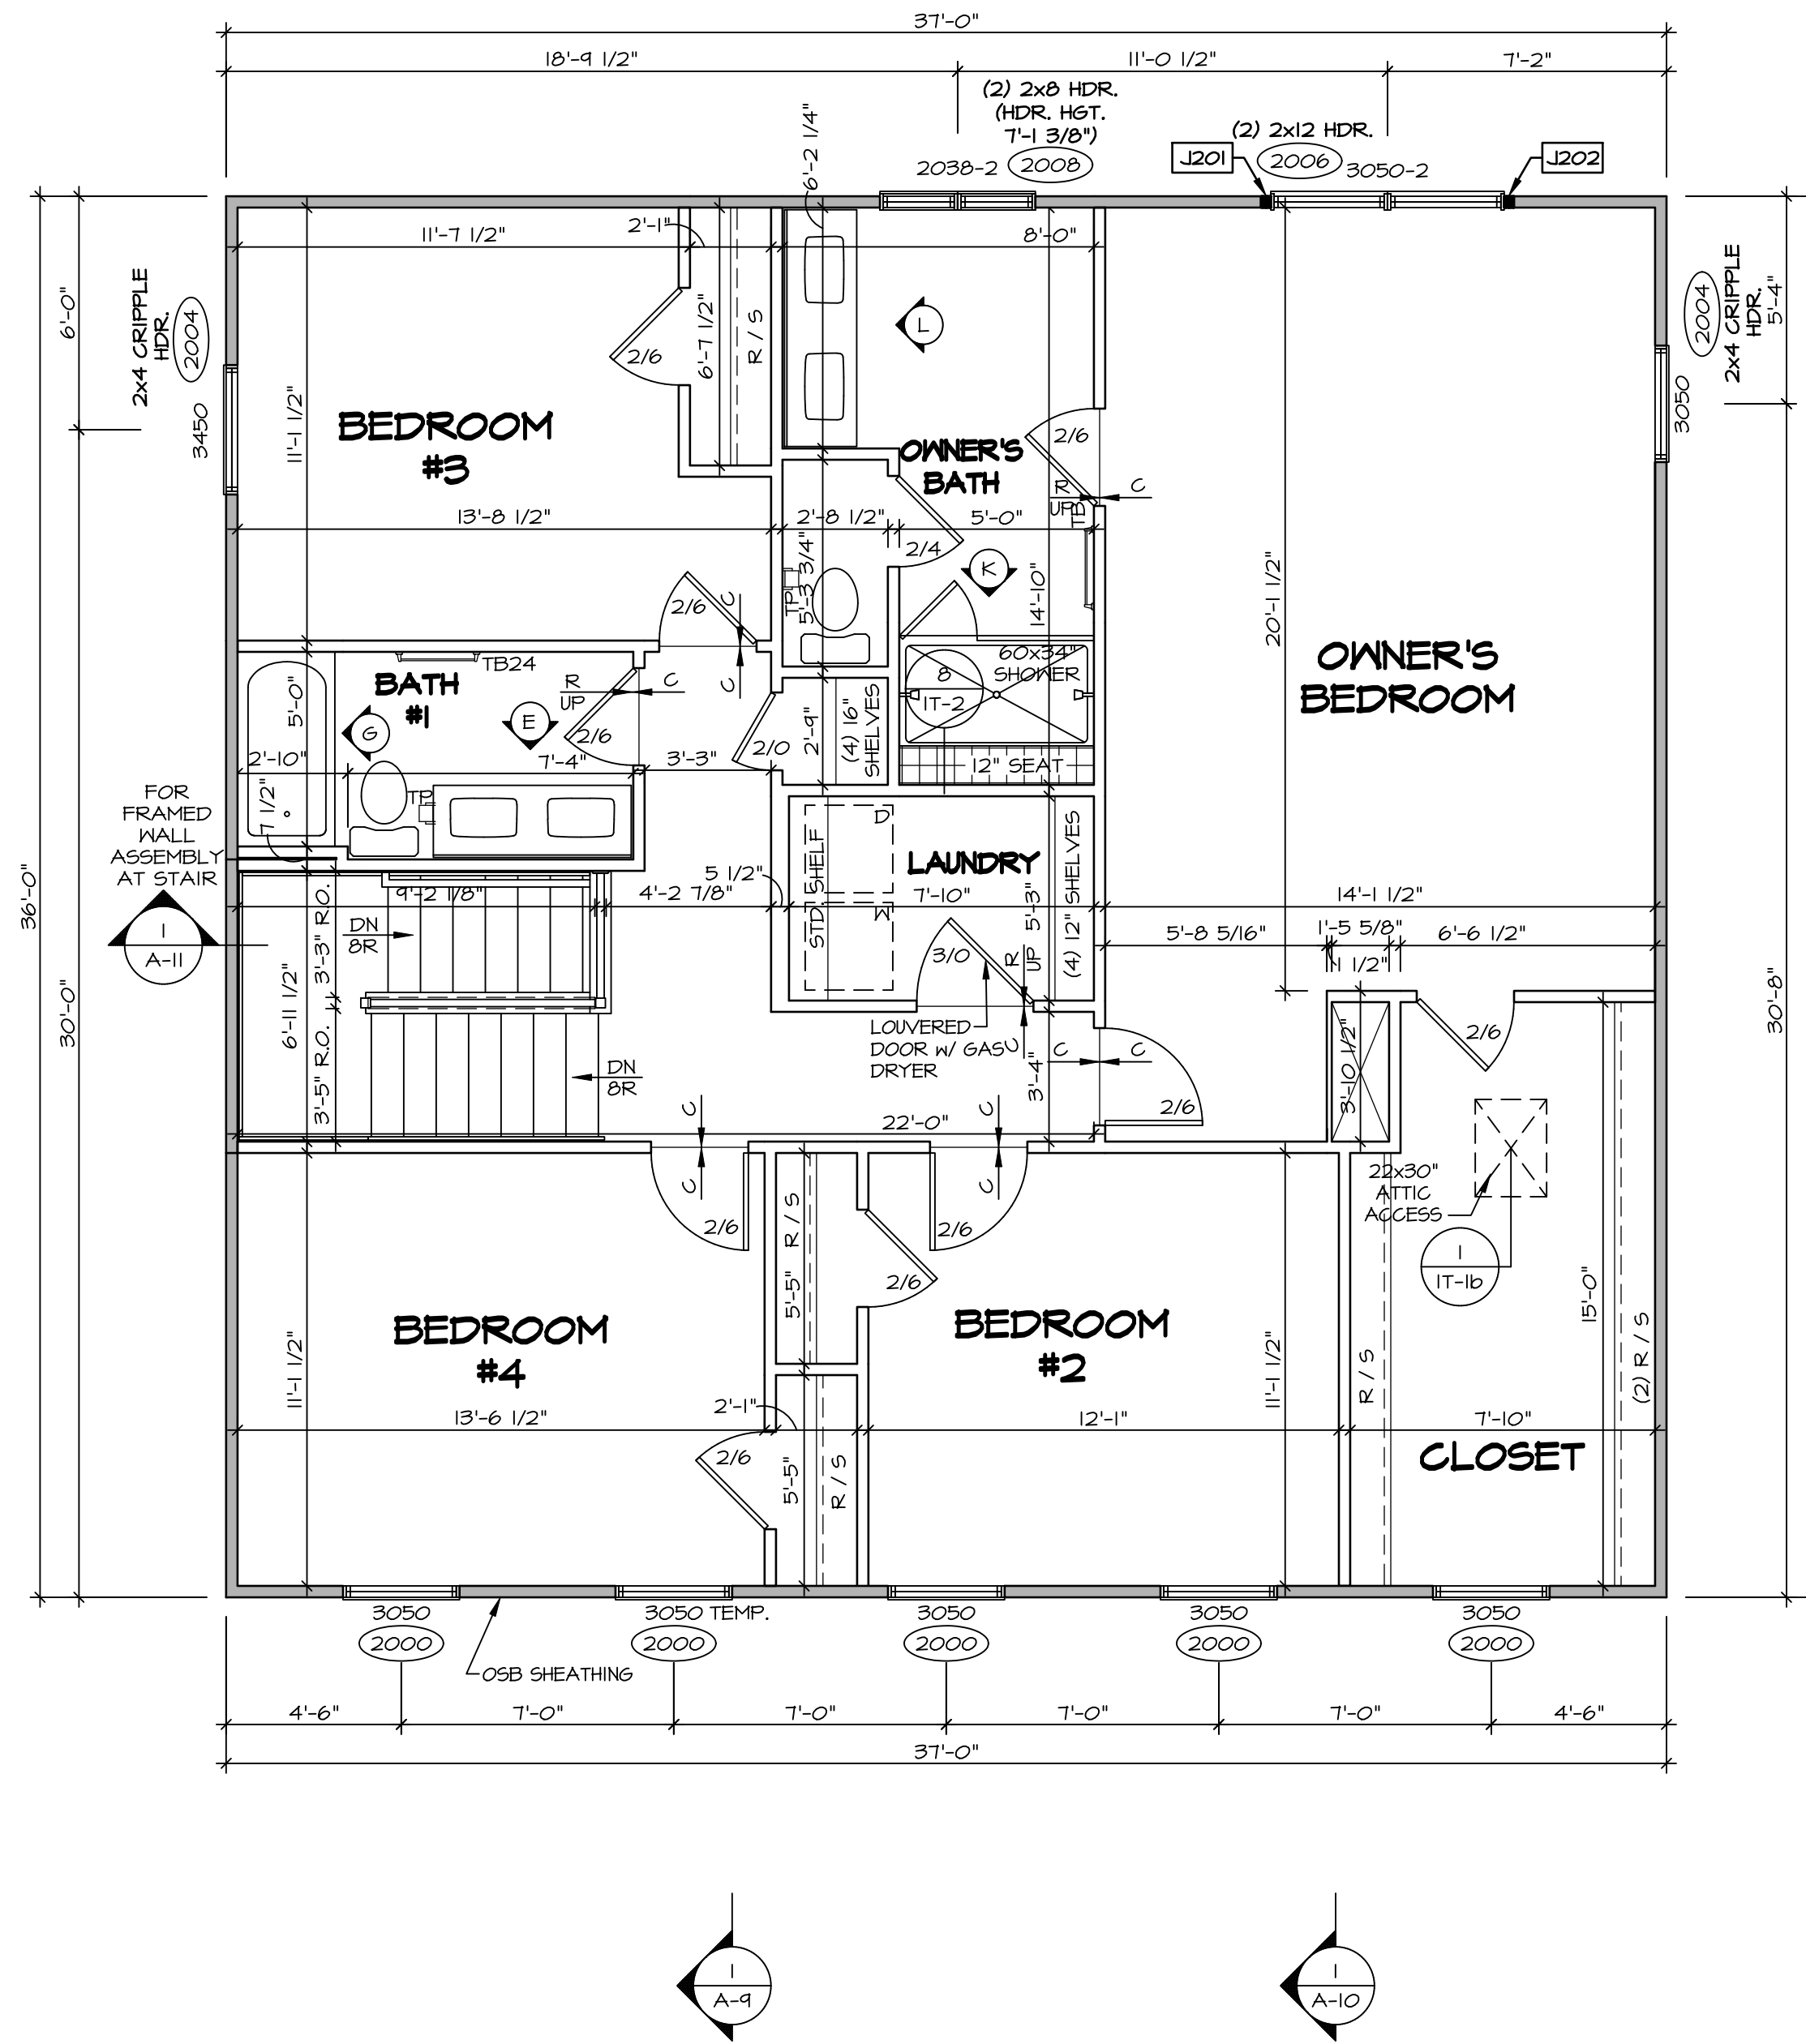 37'-0"
18'-9 1/2"
11'-0 1/2"
7'-2"
(2) 2x8 HDR.
(HDR. HGT.
7'-1 3/8")
2038-2
2008
(2) 2x12 HDR.
J201
2006
3050-2
J202
6'-2 1/4"
11'-7 1/2"
2'-1"
8'-0"
6'-0"
2x4 CRIPPLE
HDR.
2004
3450
2004
2x4 CRIPPLE
HDR.
5'-4"
3050
6'-7 1/2"
R / S
2/6
L
11'-1 1/2"
BEDROOM
#3
OWNER'S
BATH
2/6
R
UP
C
TB
13'-8 1/2"
2'-8 1/2"
5'-0"
2/4
5'-3 3/4"
TP
K
14'-10"
20'-1 1/2"
2/6
C
C
OWNER'S
BEDROOM
TB24
BATH
#1
R
UP
C
5'-0"
G
E
2/6
2'-10"
7'-4"
3'-3"
2/0
2'-9"
(4) 16"
SHELVES
60x34"
SHOWER
8
IT-2
12" SEAT
7 1/2"
TP
FOR
FRAMED
WALL
ASSEMBLY
AT STAIR
1
A-11
36'-0"
30'-0"
30'-8"
STD. SHELF
D
W
LAUNDRY
(4) 12" SHELVES
5 1/2"
9'-2 1/8"
4'-2 7/8"
7'-10"
5'-3"
14'-1 1/2"
5'-8 5/16"
1'-5 5/8"
6'-6 1/2"
1 1/2"
DN
8R
3'-3" R.O.
6'-11 1/2"
3'-5" R.O.
DN
8R
3/0
R
UP
C
LOUVERED
DOOR W/ GAS
DRYER
3'-4"
C
C
2/6
3'-10 1/2"
2/6
22'-0"
C
C
C
C
22x30"
ATTIC
ACCESS
1
IT-1b
2/6
R / S
5'-5"
2/6
2/6
BEDROOM
#4
BEDROOM
#2
11'-1 1/2"
11'-1 1/2"
15'-0"
R / S
(2) R / S
13'-6 1/2"
2'-1"
12'-1"
7'-10"
2/6
5'-5"
R / S
CLOSET
3050
3050 TEMP.
3050
3050
3050
2000
2000
2000
2000
2000
OSB SHEATHING
4'-6"
7'-0"
7'-0"
7'-0"
7'-0"
4'-6"
37'-0"
1
A-9
1
A-10